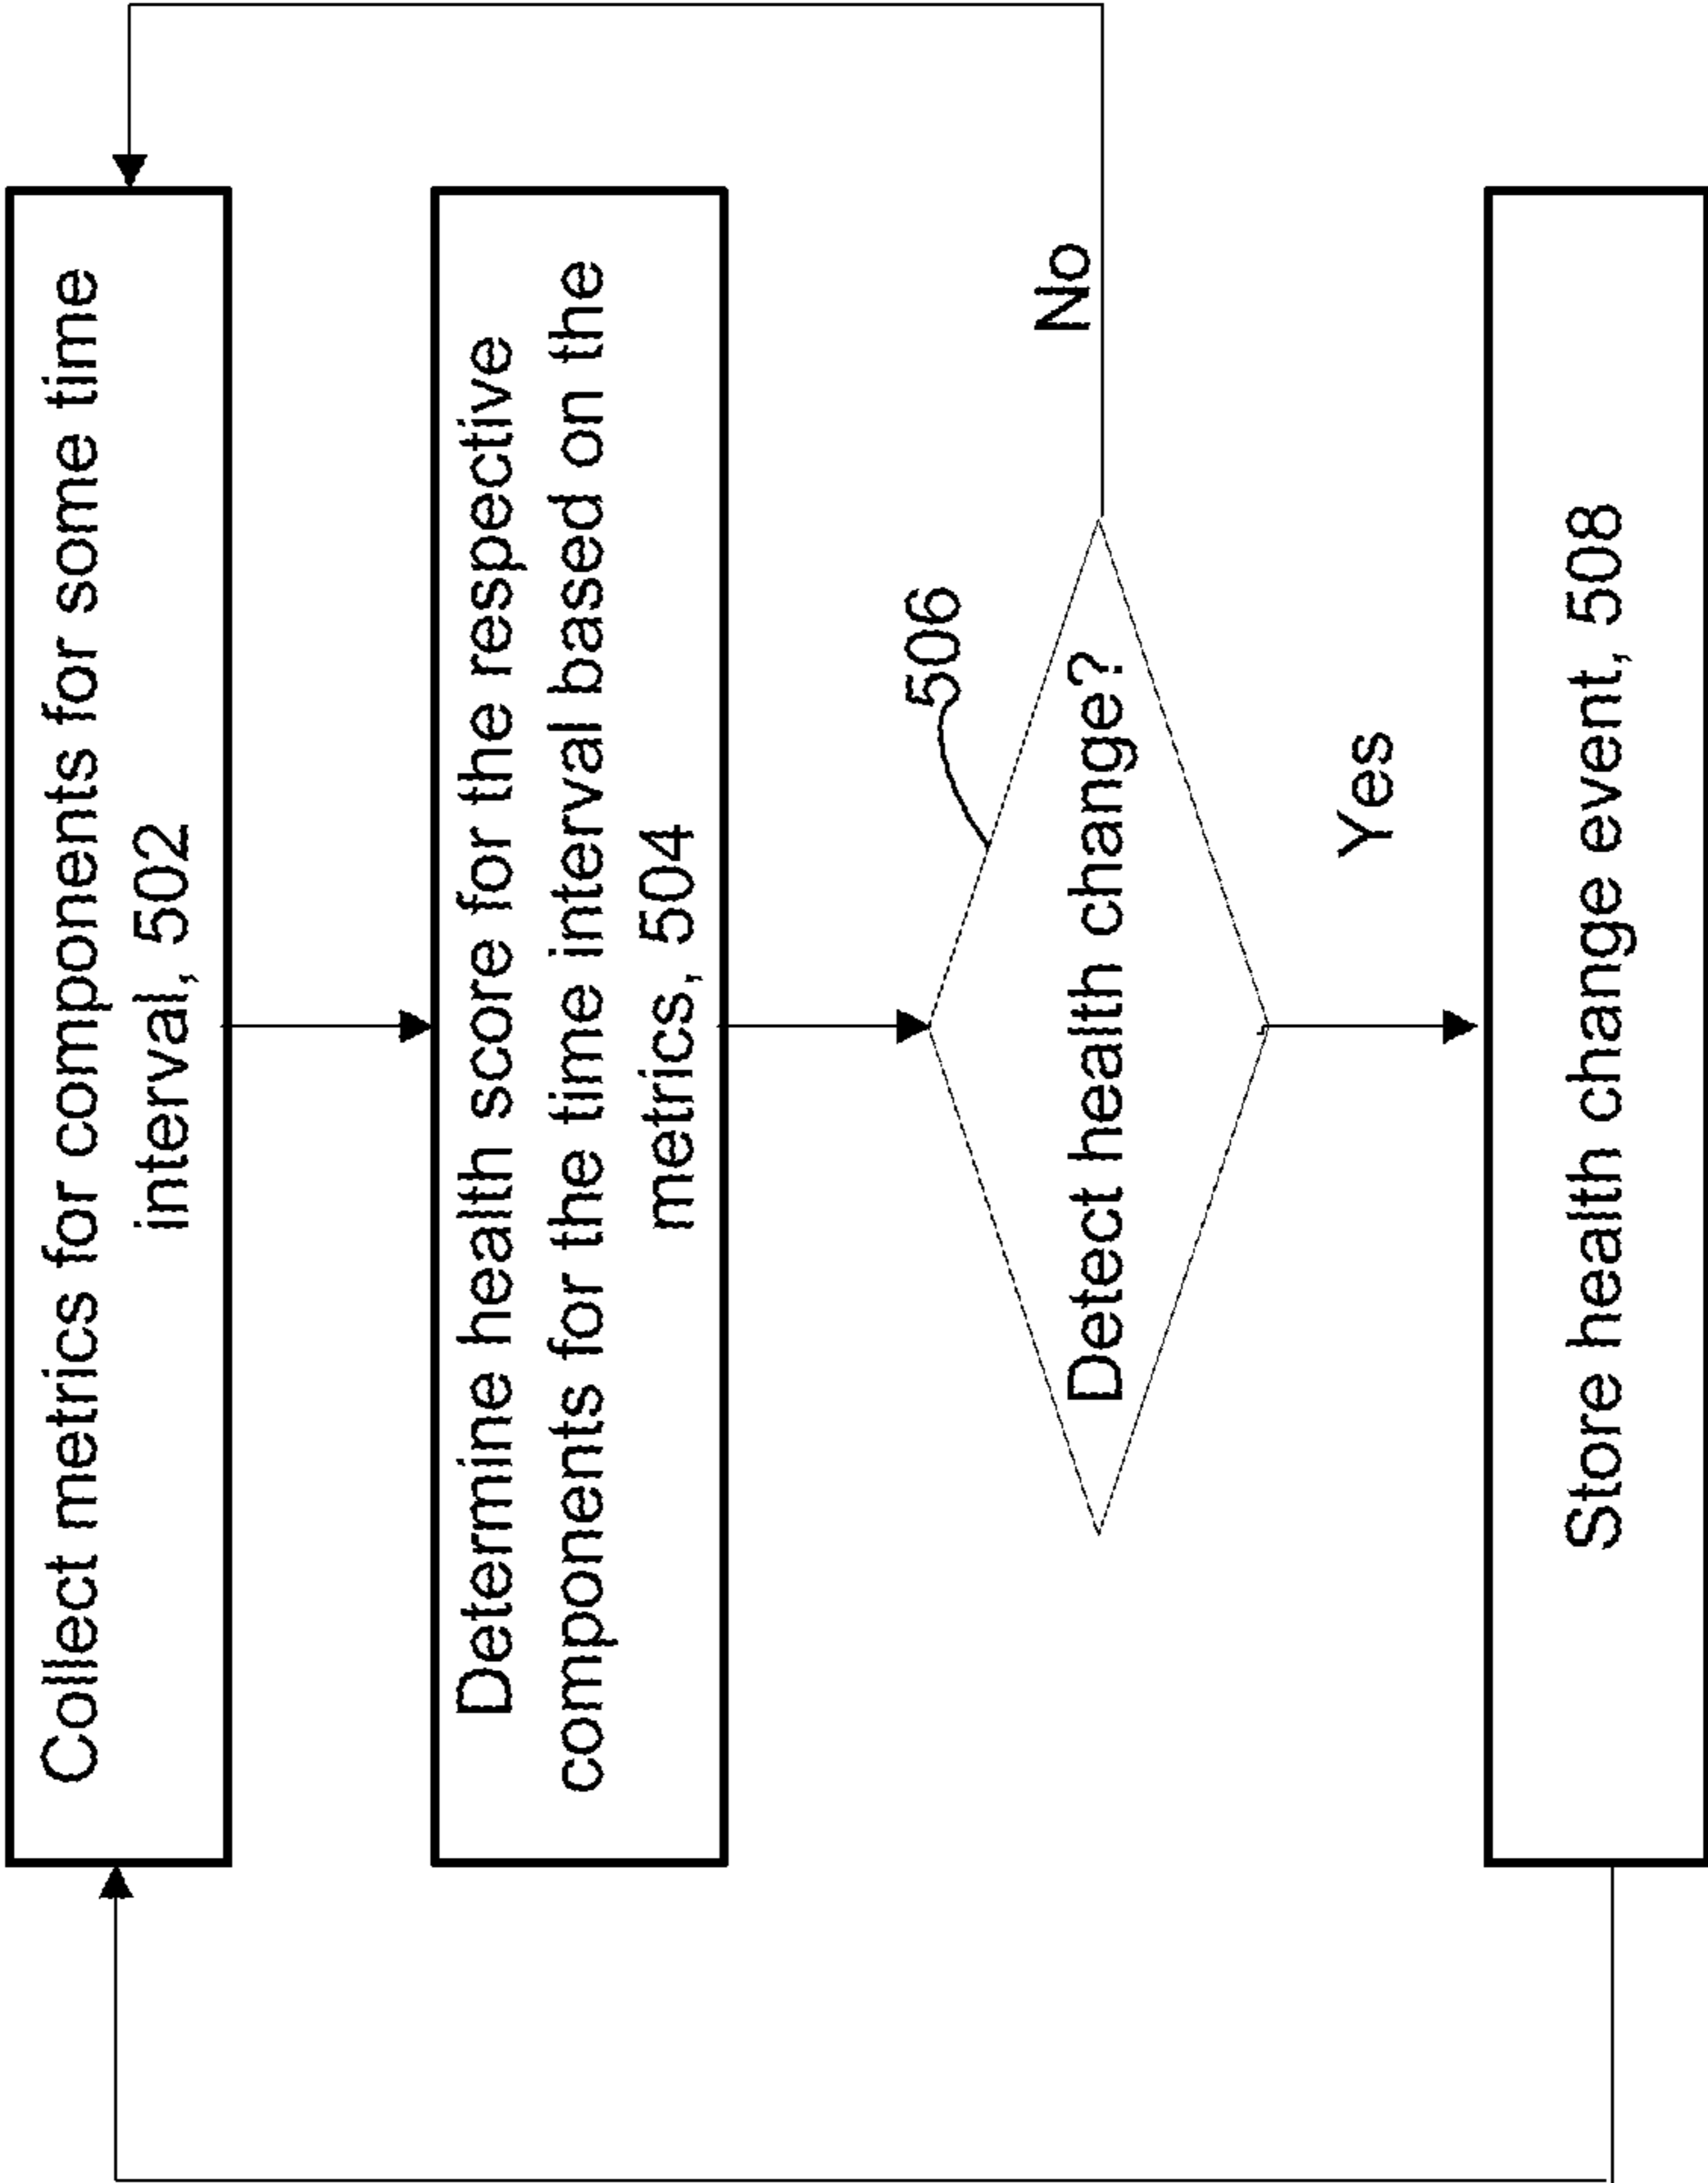 Collect metrics for components for some time
interval, 502
Determine health score for the respective
components for the time interval based on the
metrics, 504
506
Detect health change?
No
Yes
Store health change event, 508